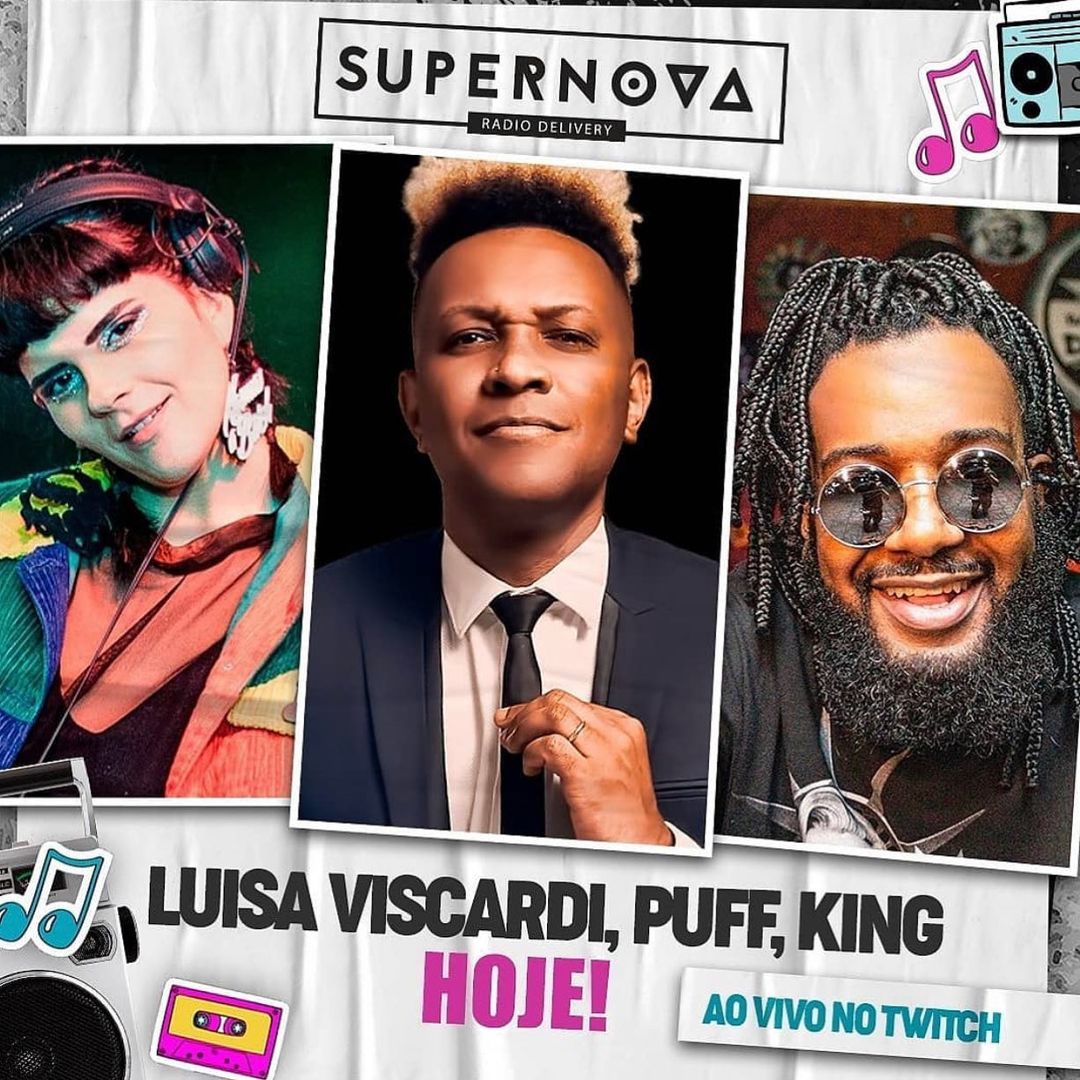 SUPERNOVA
RADIO DELIVERY
LUISA VISCARDI, PUFF, KING
HOJE!
AO VIVO NO TWITCH